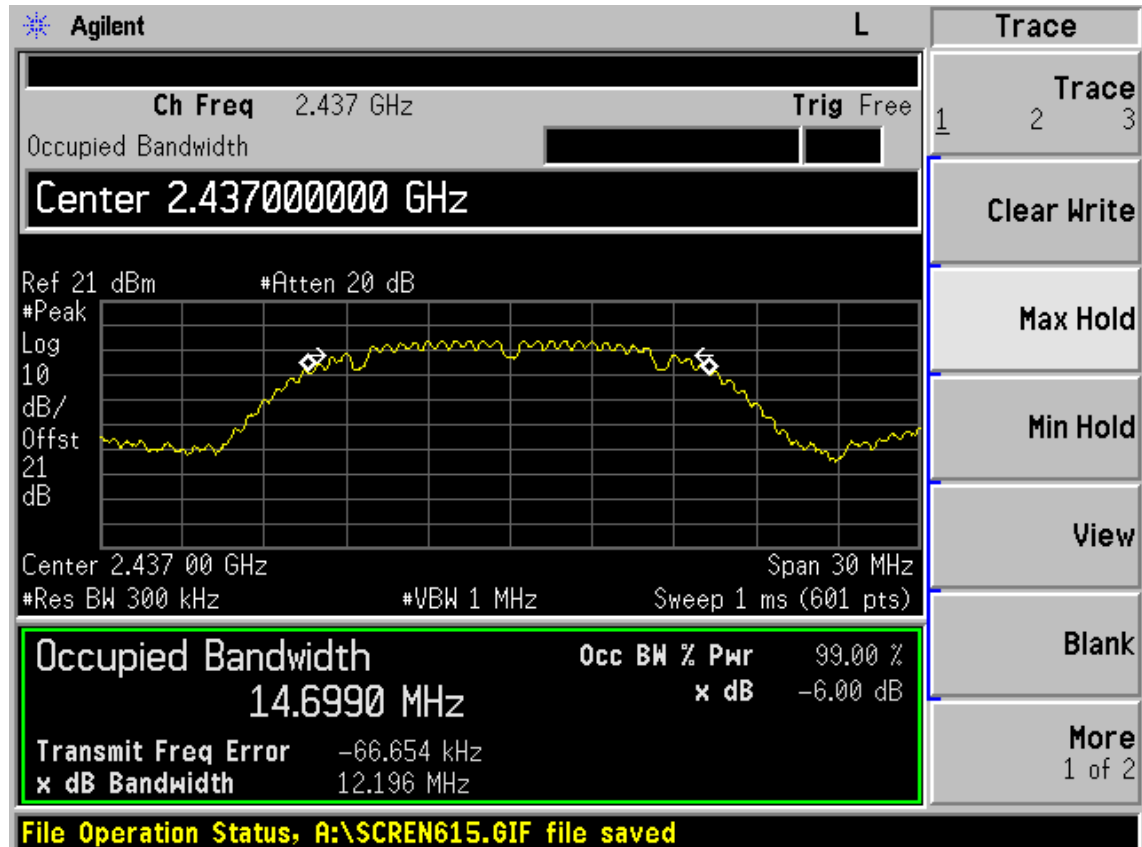 Agilent L Trace
Ch Freq 2.437 GHz Trig Free
Occupied Bandwidth
Center 2.437000000 GHz
Ref 21 dBm #Atten 20 dB
#Peak
Log
10
dB/
Offst
21
dB
Center 2.437 00 GHz Span 30 MHz
#Res BW 300 kHz #VBW 1 MHz Sweep 1 ms (601 pts)
Occupied Bandwidth
14.6990 MHz
Occ BW % Pwr 99.00 %
x dB -6.00 dB
Transmit Freq Error -66.654 kHz
x dB Bandwidth 12.196 MHz
File Operation Status, A:\SCREN615.GIF file saved
Trace
1 2 3
Clear Write
Max Hold
Min Hold
View
Blank
More
1 of 2